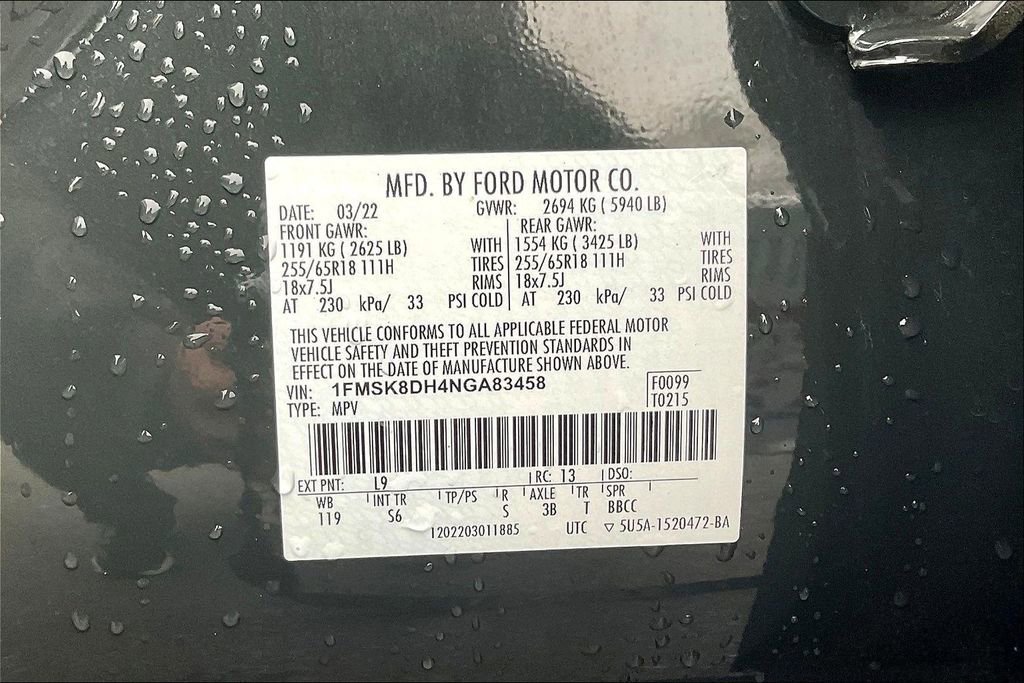 MFD. BY FORD MOTOR CO.
DATE: 03/22 GVWR: 2694 KG ( 5940 LB)
FRONT GAWR: REAR GAWR:
1191 KG ( 2625 LB) WITH 1554 KG ( 3425 LB) WITH
255/65R18 111H TIRES 255/65R18 111H TIRES
18x7.5J RIMS 18x7.5J RIMS
AT 230 kPa/ 33 PSI COLD AT 230 kPa/ 33 PSI COLD
THIS VEHICLE CONFORMS TO ALL APPLICABLE FEDERAL MOTOR
VEHICLE SAFETY AND THEFT PREVENTION STANDARDS IN
EFFECT ON THE DATE OF MANUFACTURE SHOWN ABOVE.
VIN: 1FMSK8DH4NGA83458 F0099
TYPE: MPV T0215
EXT PNT: L9 RC: 13 DSO:
WB INT TR TP/PS R AXLE TR SPR
119 S6 S 3B T BBCC
1202203011885 UTC ▽ 5U5A-1520472-BA